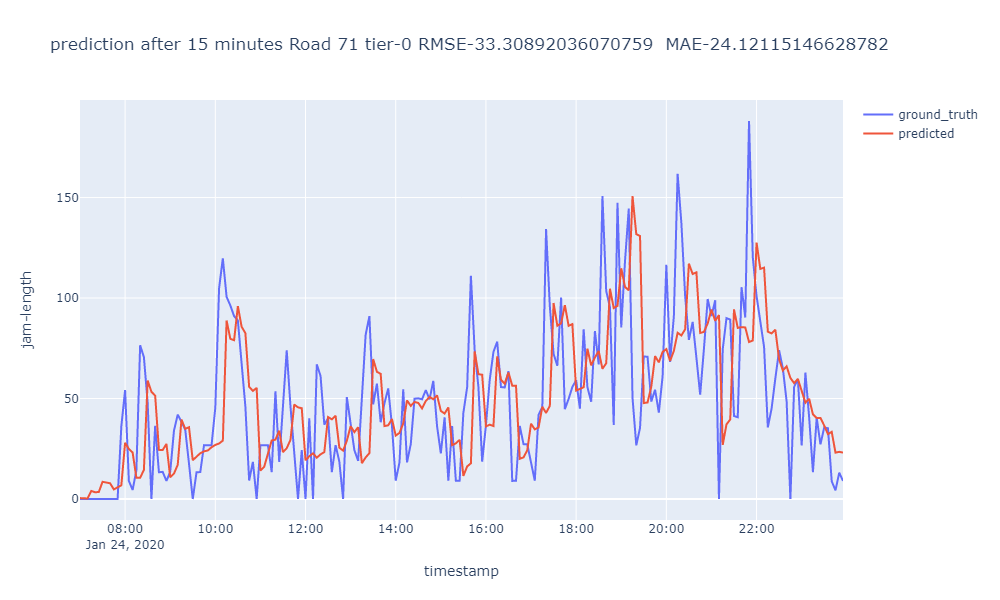 prediction after 15 minutes Road 71 tier-0 RMSE-33.30892036070759  MAE-24.12115146628782
ground_truth
predicted
jam-length
150
100
50
0
08:00 10:00 12:00 14:00 16:00 18:00 20:00 22:00
Jan 24, 2020
timestamp